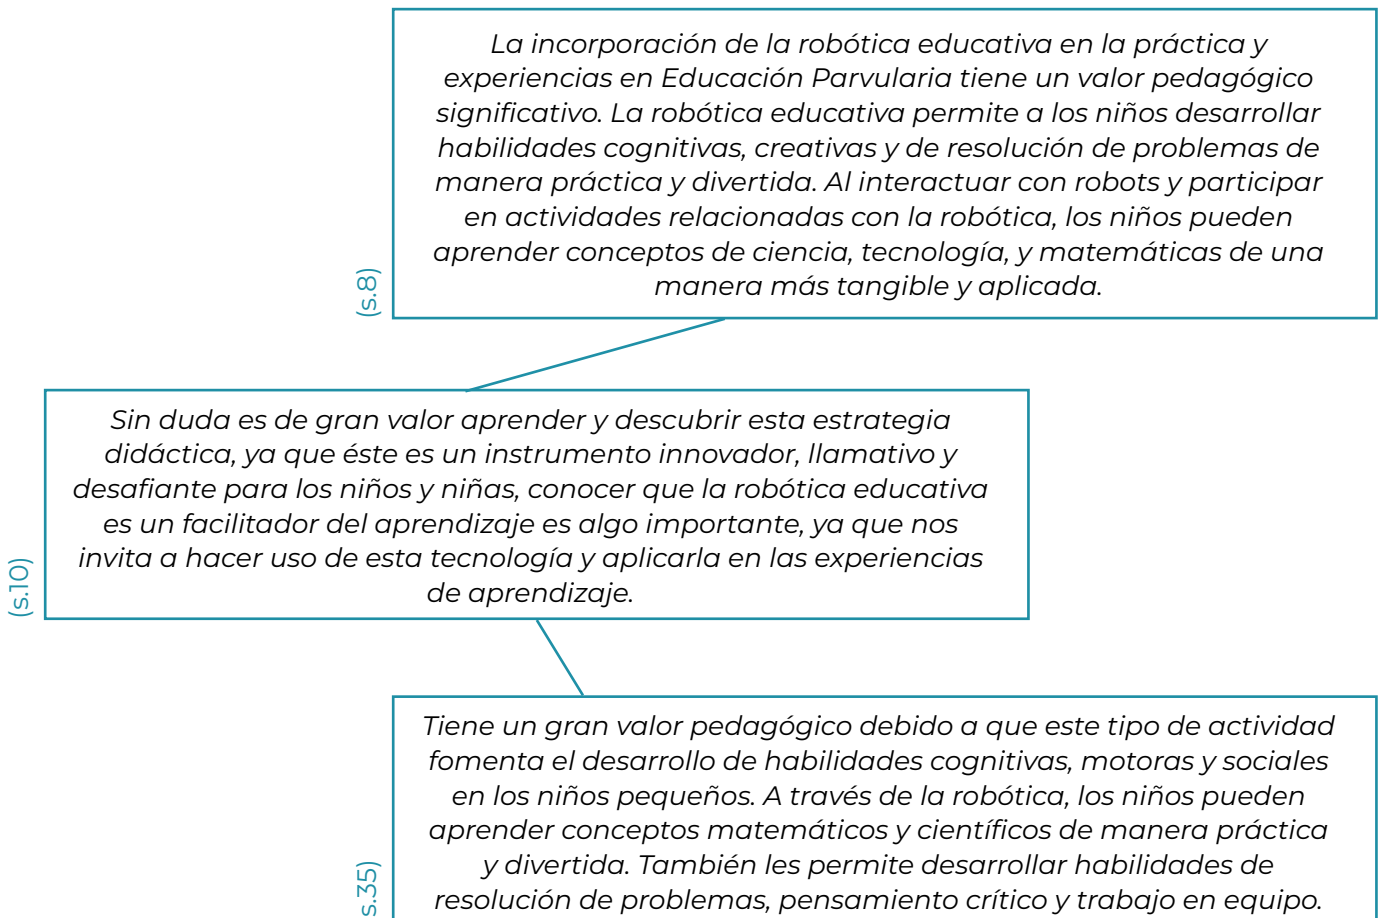 La incorporación de la robótica educativa en la práctica y
experiencias en Educación Parvularia tiene un valor pedagógico
significativo. La robótica educativa permite a los niños desarrollar
habilidades cognitivas, creativas y de resolución de problemas de
manera práctica y divertida. Al interactuar con robots y participar
en actividades relacionadas con la robótica, los niños pueden
aprender conceptos de ciencia, tecnología, y matemáticas de una
manera más tangible y aplicada.
(s.8)
Sin duda es de gran valor aprender y descubrir esta estrategia
didáctica, ya que éste es un instrumento innovador, llamativo y
desafiante para los niños y niñas, conocer que la robótica educativa
es un facilitador del aprendizaje es algo importante, ya que nos
invita a hacer uso de esta tecnología y aplicarla en las experiencias
de aprendizaje.
(s.10)
Tiene un gran valor pedagógico debido a que este tipo de actividad
fomenta el desarrollo de habilidades cognitivas, motoras y sociales
en los niños pequeños. A través de la robótica, los niños pueden
aprender conceptos matemáticos y científicos de manera práctica
y divertida. También les permite desarrollar habilidades de
resolución de problemas, pensamiento crítico y trabajo en equipo.
s.35)